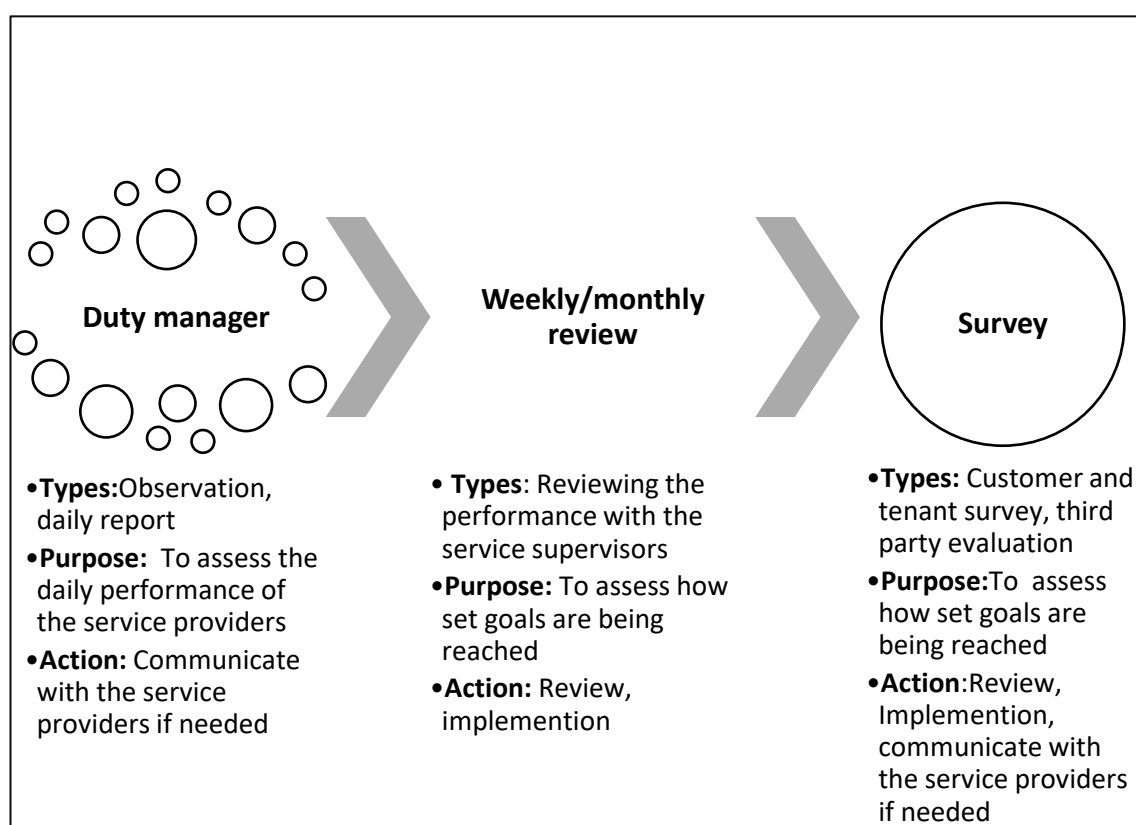 Duty manager
•Types:Observation,
daily report
•Purpose: To assess the
daily performance of
the service providers
•Action: Communicate
with the service
providers if needed
Weekly/monthly
review
• Types: Reviewing the
performance with the
service supervisors
•Purpose: To assess how
set goals are being
reached
•Action: Review,
implemention
Survey
•Types: Customer and
tenant survey, third
party evaluation
•Purpose:To assess
how set goals are
being reached
•Action:Review,
Implemention,
communicate with
the service providers
if needed